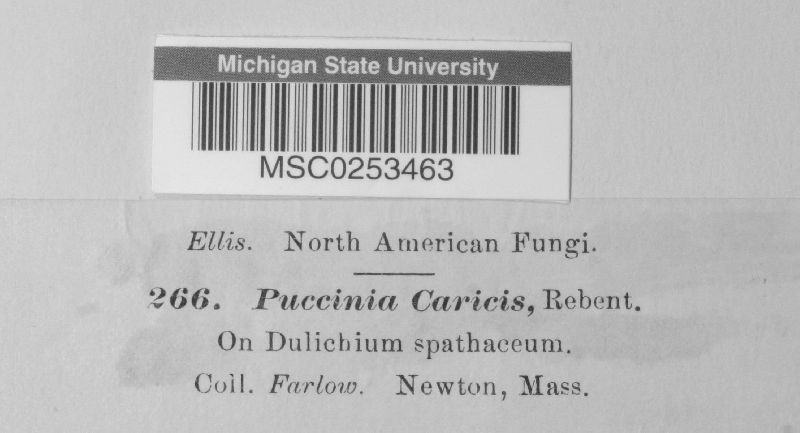 Michigan State University
MSC0253463
Ellis. North American Fungi.
266. Puccinia Caricis, Rebent.
On Dulichium spathaceum.
Coll. Farlow. Newton, Mass.